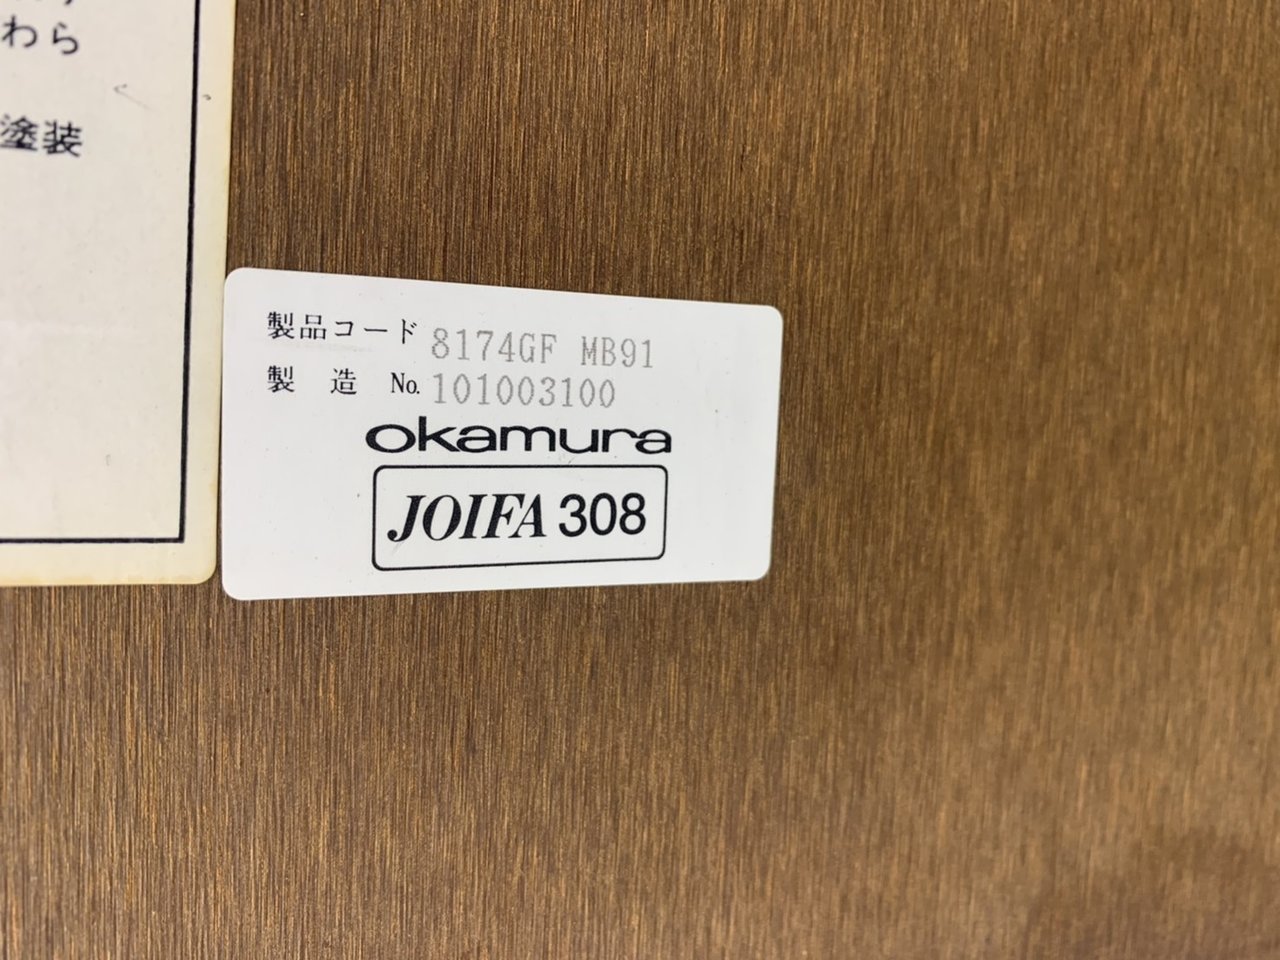 わら
塗装
製品コード 8174GF MB91
製 造 No. 101003100
okamura
JOIFA 308